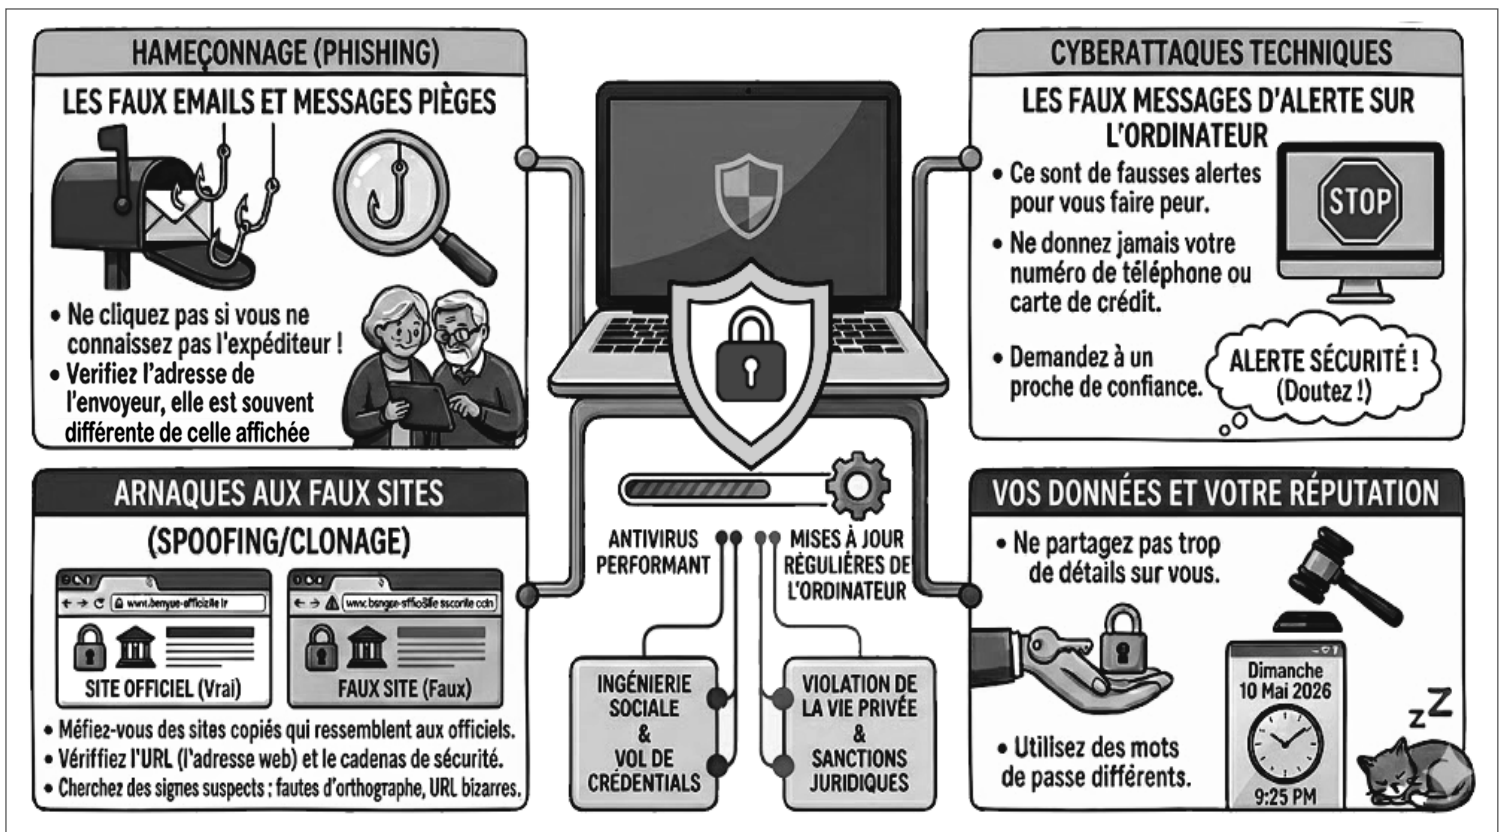 HAMEÇONNAGE (PHISHING)
LES FAUX EMAILS ET MESSAGES PIÈGES
• Ne cliquez pas si vous ne
connaissez pas l'expéditeur !
• Verifiez l'adresse de
l'envoyeur, elle est souvent
différente de celle affichée
CYBERATTAQUES TECHNIQUES
LES FAUX MESSAGES D'ALERTE SUR
L'ORDINATEUR
• Ce sont de fausses alertes
pour vous faire peur.
• Ne donnez jamais votre
numéro de téléphone ou
carte de crédit.
• Demandez à un
proche de confiance.
STOP
ALERTE SÉCURITÉ !
(Doutez !)
ARNAQUES AUX FAUX SITES
(SPOOFING/CLONAGE)
SITE OFFICIEL (Vrai)
FAUX SITE (Faux)
• Méfiez-vous des sites copiés qui ressemblent aux officiels.
• Vériffiez l'URL (l'adresse web) et le cadenas de sécurité.
• Cherchez des signes suspects : fautes d'orthographe, URL bizarres.
ANTIVIRUS
PERFORMANT
MISES À JOUR
RÉGULIÉRES DE
L'ORDINATEUR
INGÉNIERIE
SOCIALE
&
VOL DE
CRÉDENTIALS
VIOLATION DE
LA VIE PRIVÉE
&
SANCTIONS
JURIDIQUES
VOS DONNÉES ET VOTRE RÉPUTATION
• Ne partagez pas trop
de détails sur vous.
• Utilisez des mots
de passe différents.
Dimanche
10 Mai 2026
9:25 PM
zZ